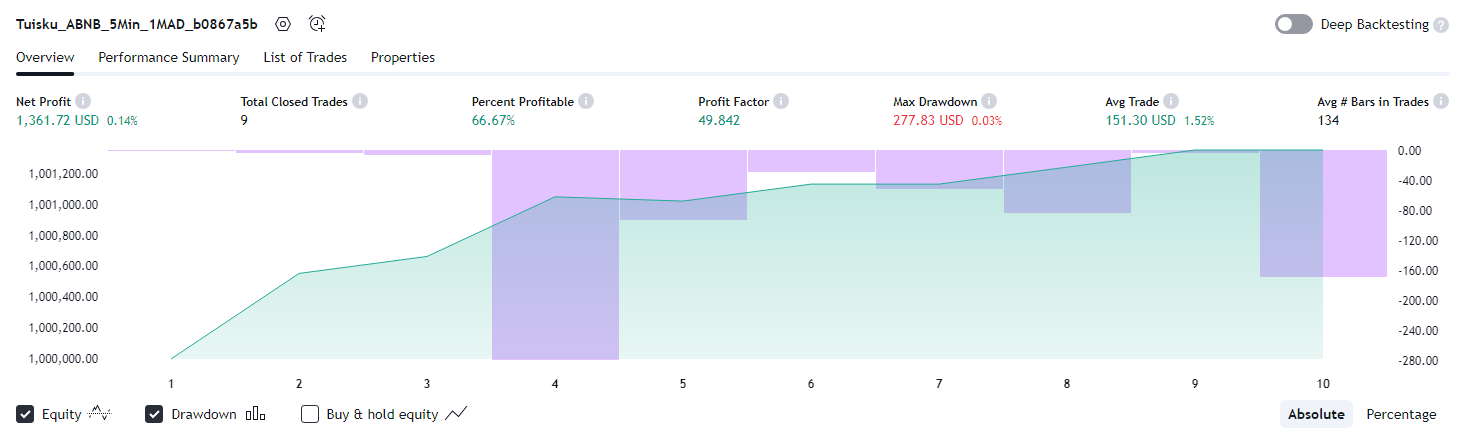 Tuisku_ABNB_5Min_1MAD_b0867a5b Deep Backtesting ?
Overview Performance Summary List of Trades Properties
Net Profit Total Closed Trades Percent Profitable Profit Factor Max Drawdown Avg Trade Avg # Bars in Trades
1,361.72 USD 0.14% 9 66.67% 49.842 277.83 USD 0.03% 151.30 USD 1.52% 134
0.00
1,001,200.00 -40.00
1,001,000.00 -80.00
1,000,800.00 -120.00
1,000,600.00 -160.00
1,000,400.00 -200.00
1,000,200.00 -240.00
1,000,000.00 -280.00
1 2 3 4 5 6 7 8 9 10
Equity Drawdown Buy & hold equity Absolute Percentage